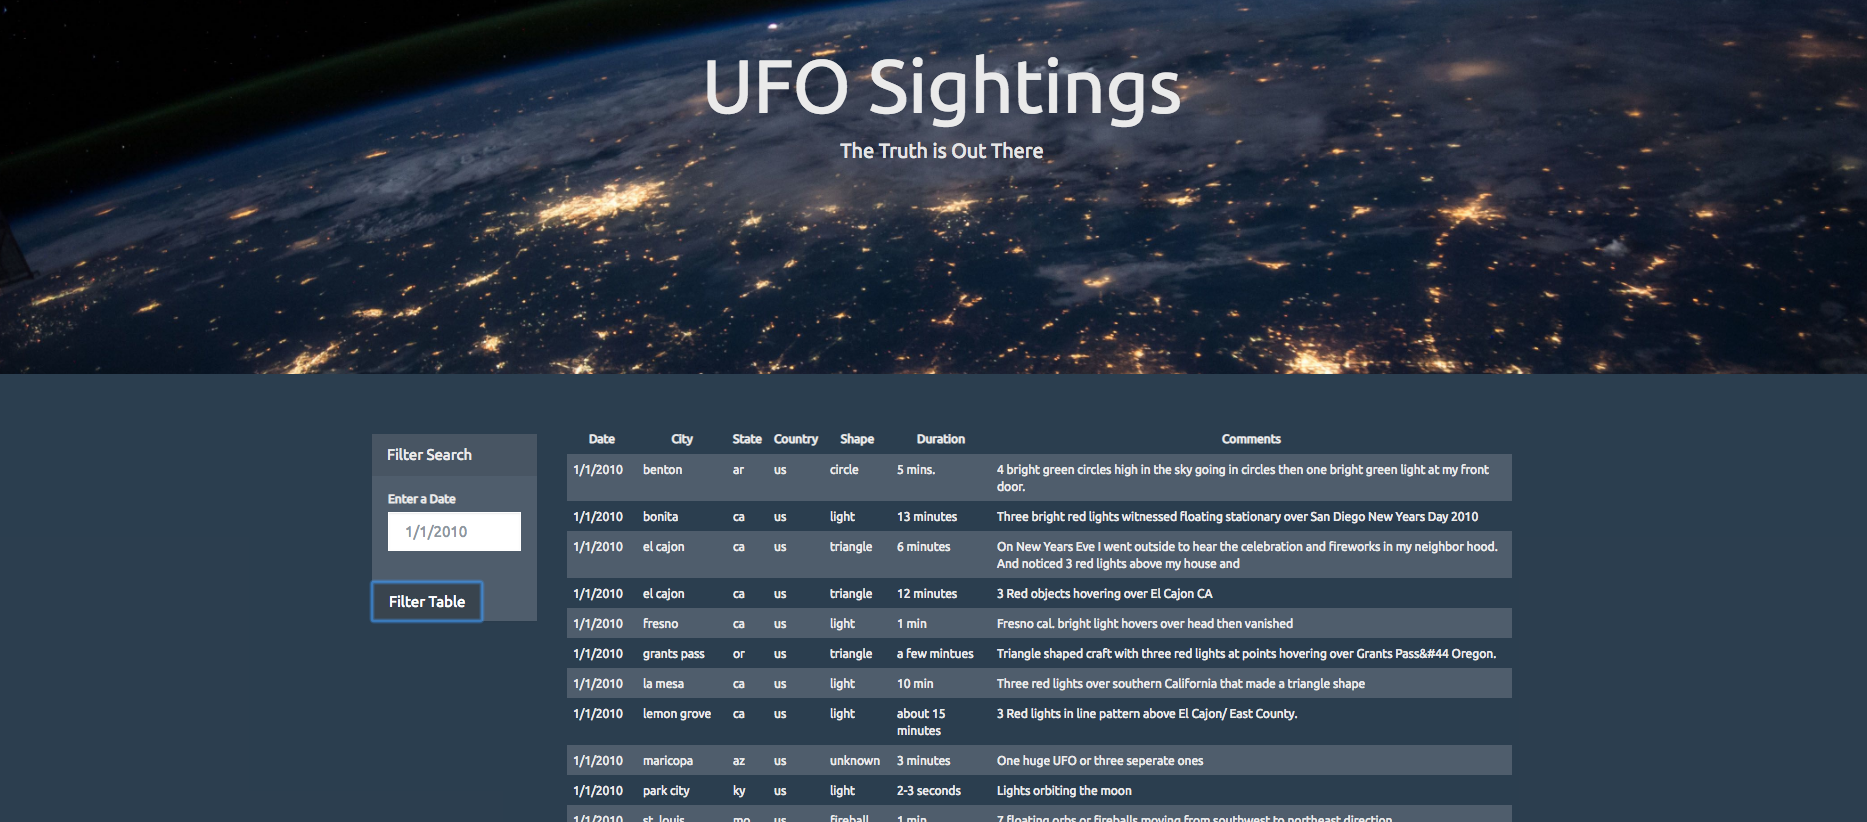 UFO Sightings
The Truth is Out There
Filter Search
Enter a Date
1/1/2010
Filter Table
Date City State Country Shape Duration Comments
1/1/2010 benton ar us circle 5 mins. 4 bright green circles high in the sky going in circles then one bright green light at my front
door.
1/1/2010 bonita ca us light 13 minutes Three bright red lights witnessed floating stationary over San Diego New Years Day 2010
1/1/2010 el cajon ca us triangle 6 minutes On New Years Eve I went outside to hear the celebration and fireworks in my neighbor hood.
And noticed 3 red lights above my house and
1/1/2010 el cajon ca us triangle 12 minutes 3 Red objects hovering over El Cajon CA
1/1/2010 fresno ca us light 1 min Fresno cal. bright light hovers over head then vanished
1/1/2010 grants pass or us triangle a few mintues Triangle shaped craft with three red lights at points hovering over Grants Pass&#44 Oregon.
1/1/2010 la mesa ca us light 10 min Three red lights over southern California that made a triangle shape
1/1/2010 lemon grove ca us light about 15 3 Red lights in line pattern above El Cajon/ East County.
minutes
1/1/2010 maricopa az us unknown 3 minutes One huge UFO or three seperate ones
1/1/2010 park city ky us light 2-3 seconds Lights orbiting the moon
1/1/2010 st. louis mo us fireball 1 min 7 floating orbs or fireballs moving from southwest to northeast direction